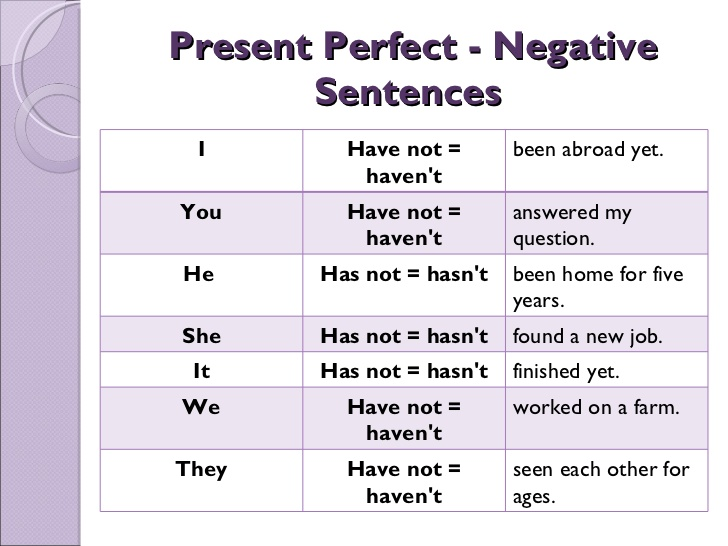 Present Perfect - Negative
Sentences
I
Have not =
haven't
been abroad yet.
You
Have not =
haven't
answered my
question.
He
Has not = hasn't
been home for five
years.
She
Has not = hasn't
found a new job.
It
Has not = hasn't
finished yet.
We
Have not =
haven't
worked on a farm.
They
Have not =
haven't
seen each other for
ages.